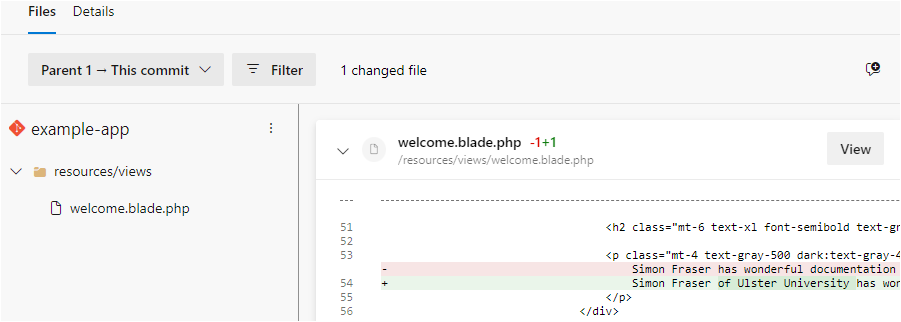 Files Details
Parent 1 → This commit Filter 1 changed file
example-app
resources/views
welcome.blade.php
welcome.blade.php -1+1
/resources/views/welcome.blade.php
View
51 <h2 class="mt-6 text-xl font-semibold text-gr
52
53 <p class="mt-4 text-gray-500 dark:text-gray-4
- Simon Fraser has wonderful documentation
54 + Simon Fraser of Ulster University has won
55 </p>
56 </div>